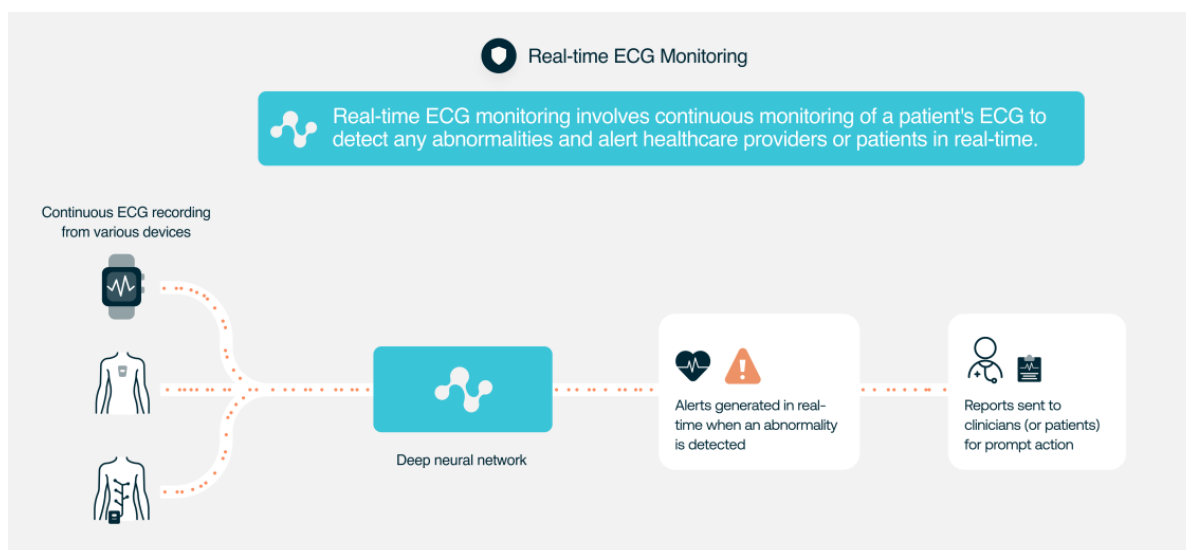 Real-time ECG Monitoring
Real-time ECG monitoring involves continuous monitoring of a patient's ECG to
detect any abnormalities and alert healthcare providers or patients in real-time.
Continuous ECG recording
from various devices
Deep neural network
Alerts generated in real-
time when an abnormality
is detected
Reports sent to
clinicians (or patients)
for prompt action